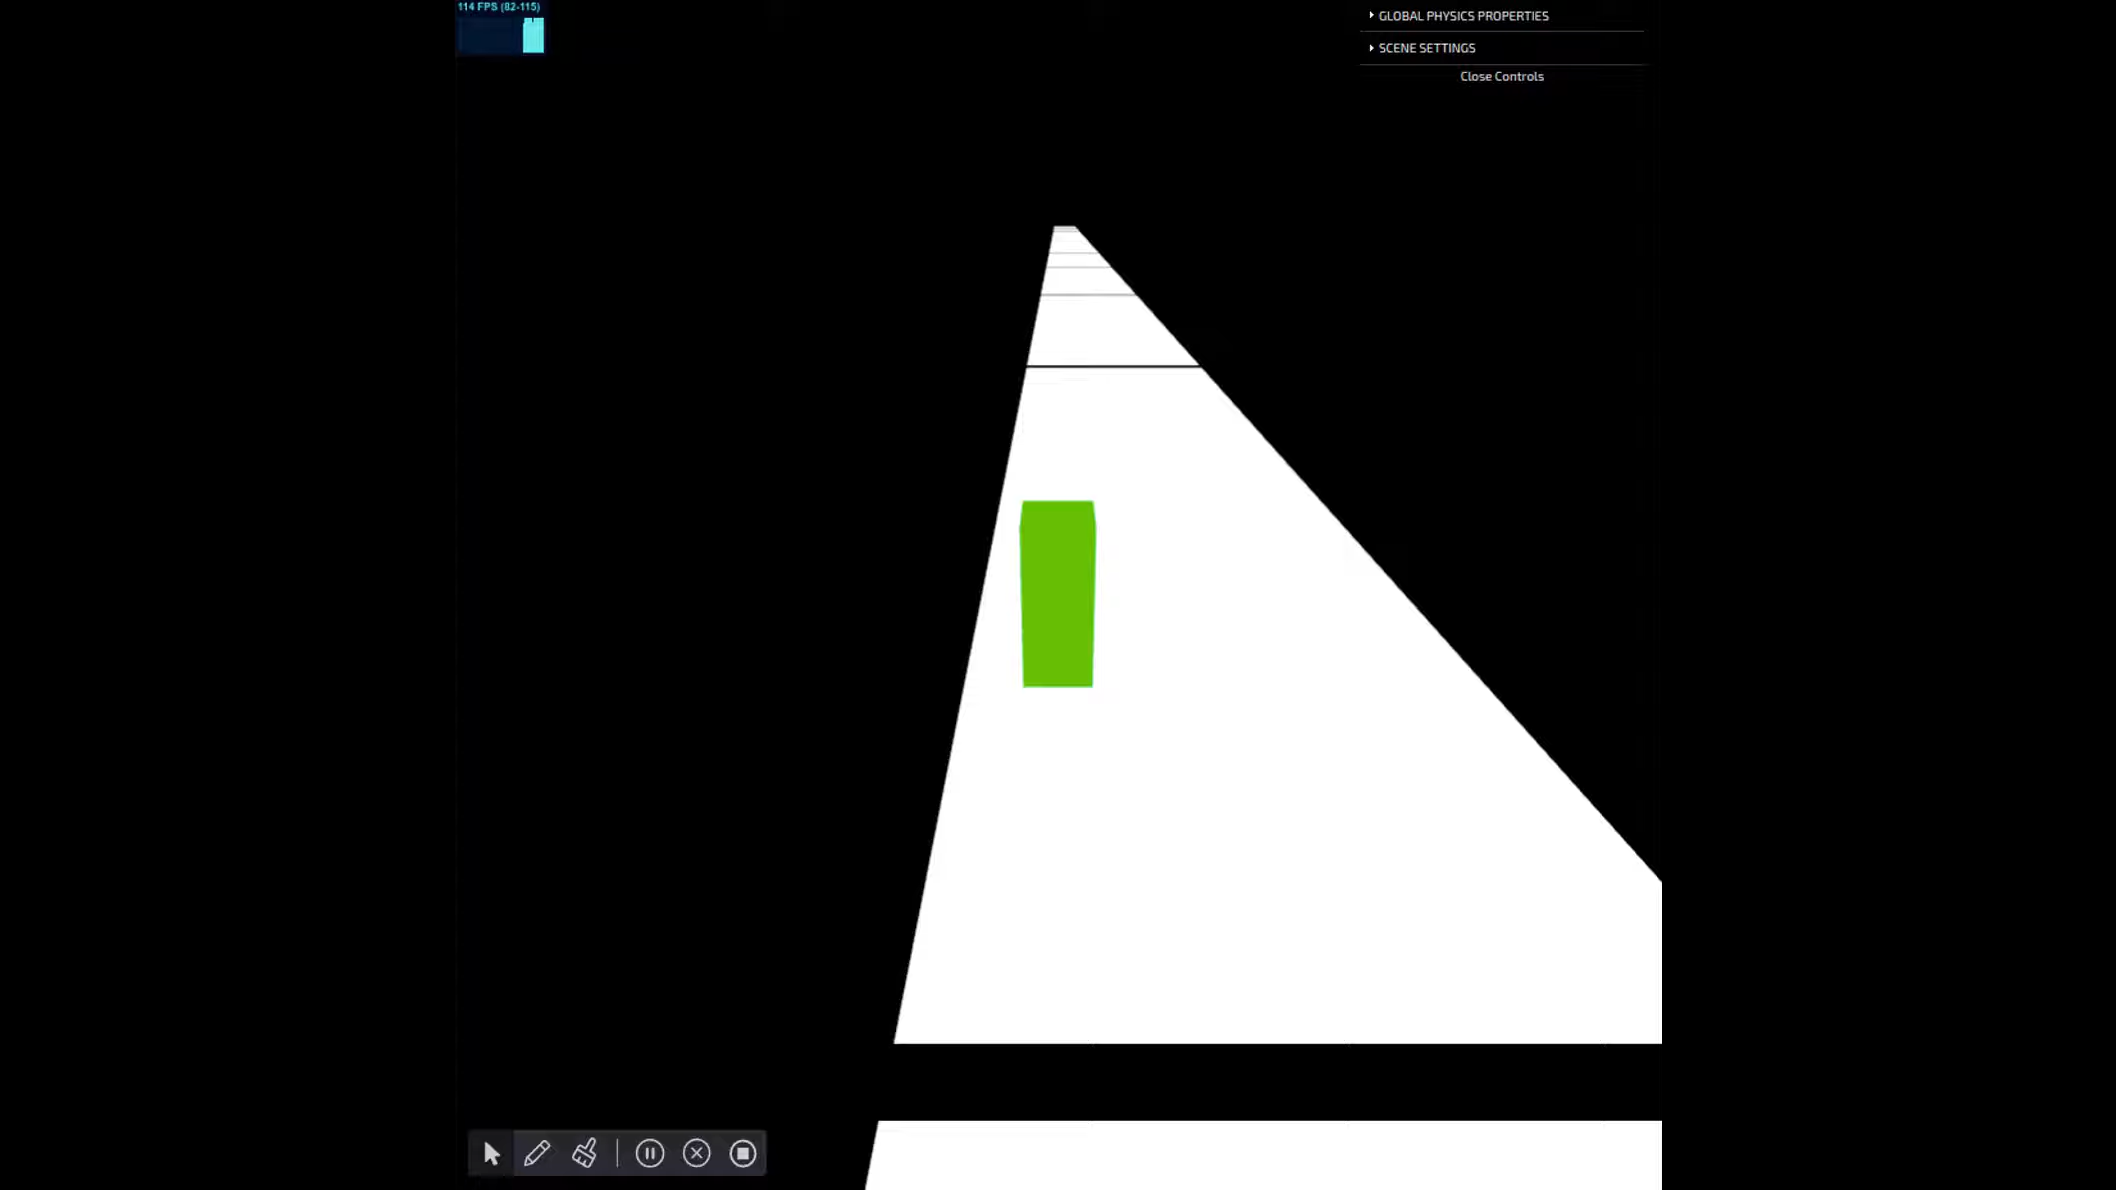 114 FPS (82-115)
GLOBAL PHYSICS PROPERTIES
SCENE SETTINGS
Close Controls